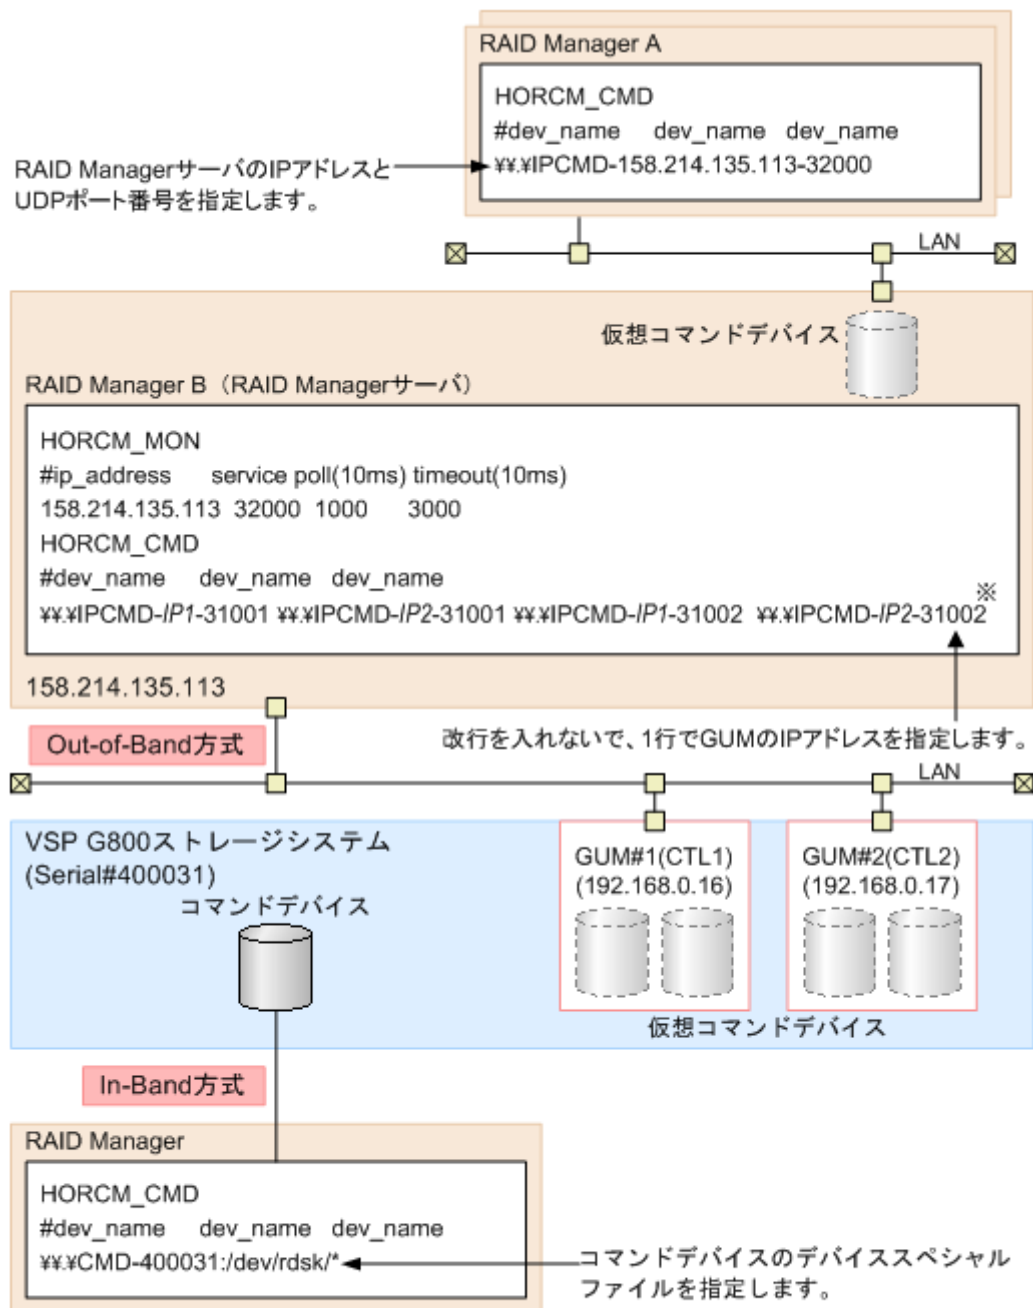 RAID Manager A
HORCM_CMD
#dev_name dev_name dev_name
¥¥.¥IPCMD-158.214.135.113-32000
RAID ManagerサーバのIPアドレスと
UDPポート番号を指定します。
LAN
仮想コマンドデバイス
RAID Manager B（RAID Managerサーバ）
HORCM_MON
#ip_address service poll(10ms) timeout(10ms)
158.214.135.113 32000 1000 3000
HORCM_CMD
#dev_name dev_name dev_name
¥¥.¥IPCMD-IP1-31001 ¥¥.¥IPCMD-IP2-31001 ¥¥.¥IPCMD-IP1-31002 ¥¥.¥IPCMD-IP2-31002※
158.214.135.113
Out-of-Band方式
改行を入れないで、1行でGUMのIPアドレスを指定します。
LAN
VSP G800ストレージシステム
(Serial#400031)
コマンドデバイス
GUM#1(CTL1)
(192.168.0.16)
GUM#2(CTL2)
(192.168.0.17)
仮想コマンドデバイス
In-Band方式
RAID Manager
HORCM_CMD
#dev_name dev_name dev_name
¥¥.¥CMD-400031:/dev/rdsk/*
コマンドデバイスのデバイススペシャル
ファイルを指定します。